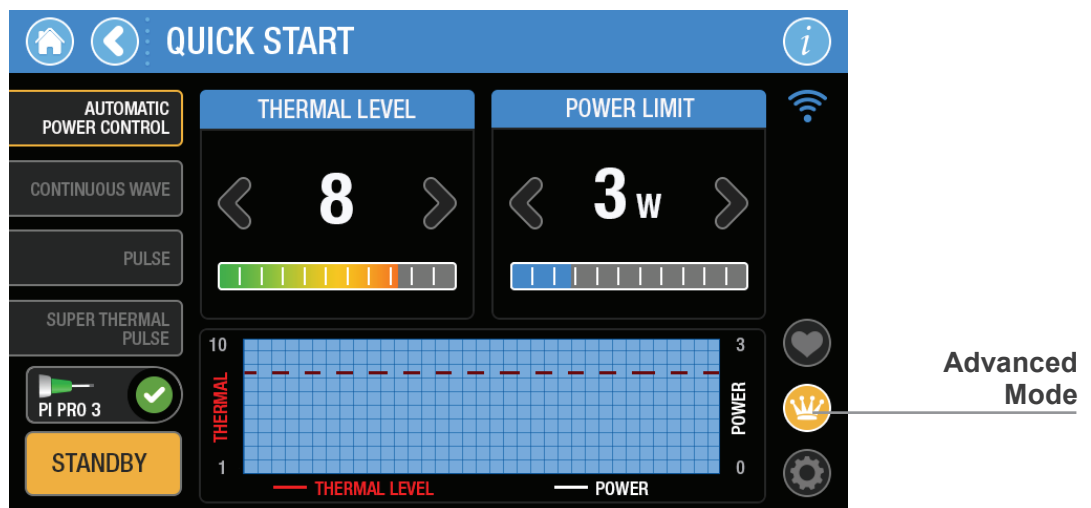 QUICK START
i
AUTOMATIC
POWER CONTROL
CONTINUOUS WAVE
PULSE
SUPER THERMAL
PULSE
PI PRO 3
STANDBY
THERMAL LEVEL
8
POWER LIMIT
3 W
10
THERMAL
1
3
POWER
0
THERMAL LEVEL
POWER
Advanced
Mode